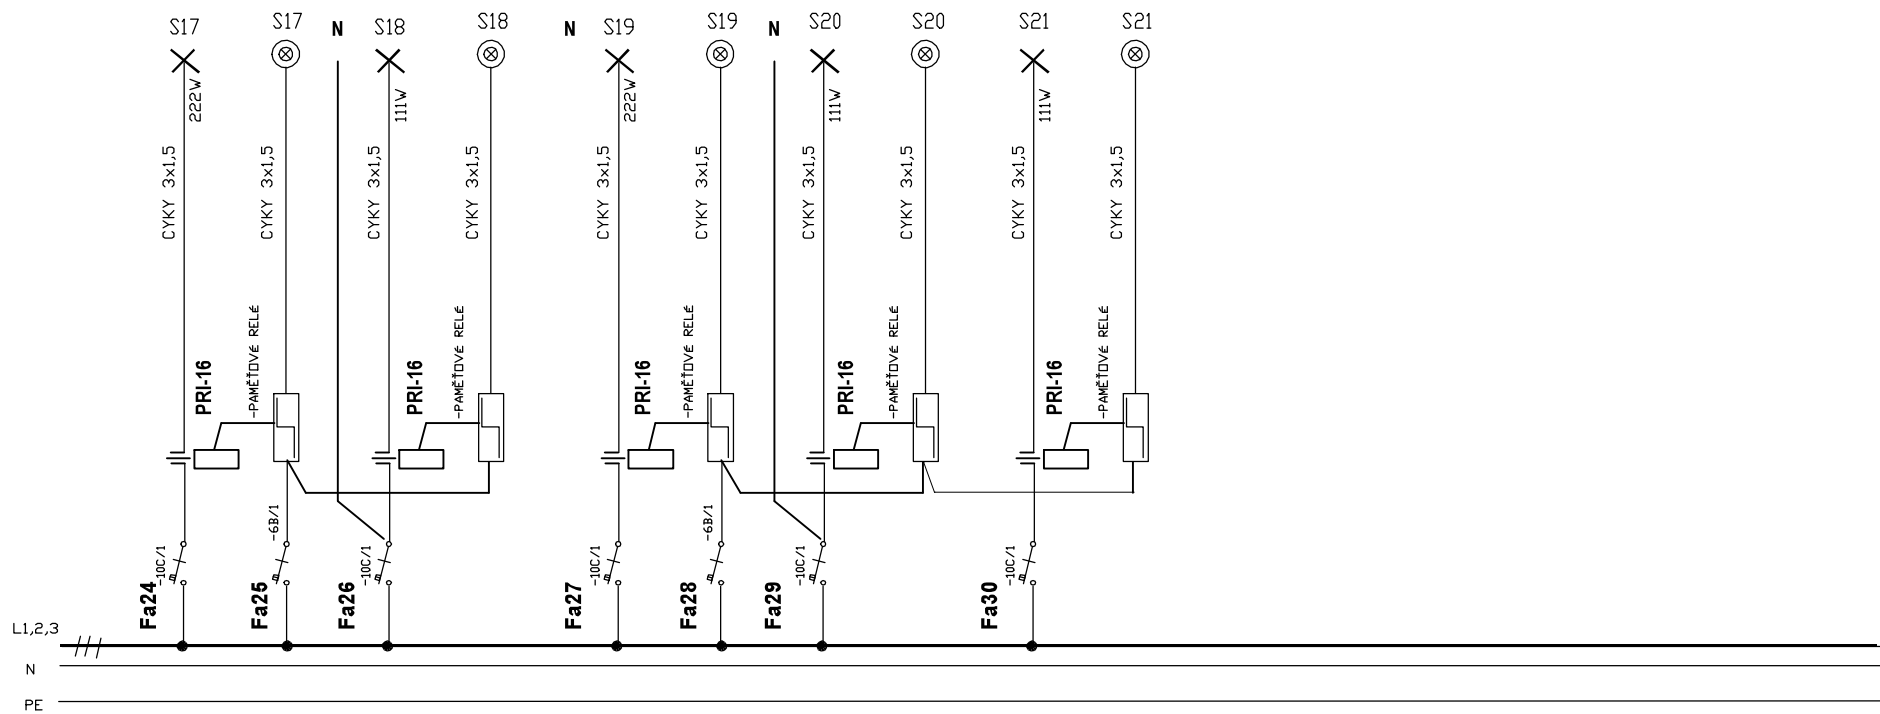 S17
S17
N
S18
S18
N
S19
S19
N
S20
S20
S21
S21
222W
111W
222W
111W
111W
CYKY 3x1,5
CYKY 3x1,5
CYKY 3x1,5
CYKY 3x1,5
CYKY 3x1,5
CYKY 3x1,5
CYKY 3x1,5
CYKY 3x1,5
CYKY 3x1,5
CYKY 3x1,5
PRI-16
-PAMĚŤOVÉ RELÉ
PRI-16
-PAMĚŤOVÉ RELÉ
PRI-16
-PAMĚŤOVÉ RELÉ
PRI-16
-PAMĚŤOVÉ RELÉ
PRI-16
-PAMĚŤOVÉ RELÉ
-6B/1
-6B/1
Fa24
-10C/1
Fa25
Fa26
-10C/1
Fa27
-10C/1
Fa28
Fa29
-10C/1
Fa30
-10C/1
L1,2,3
N
PE